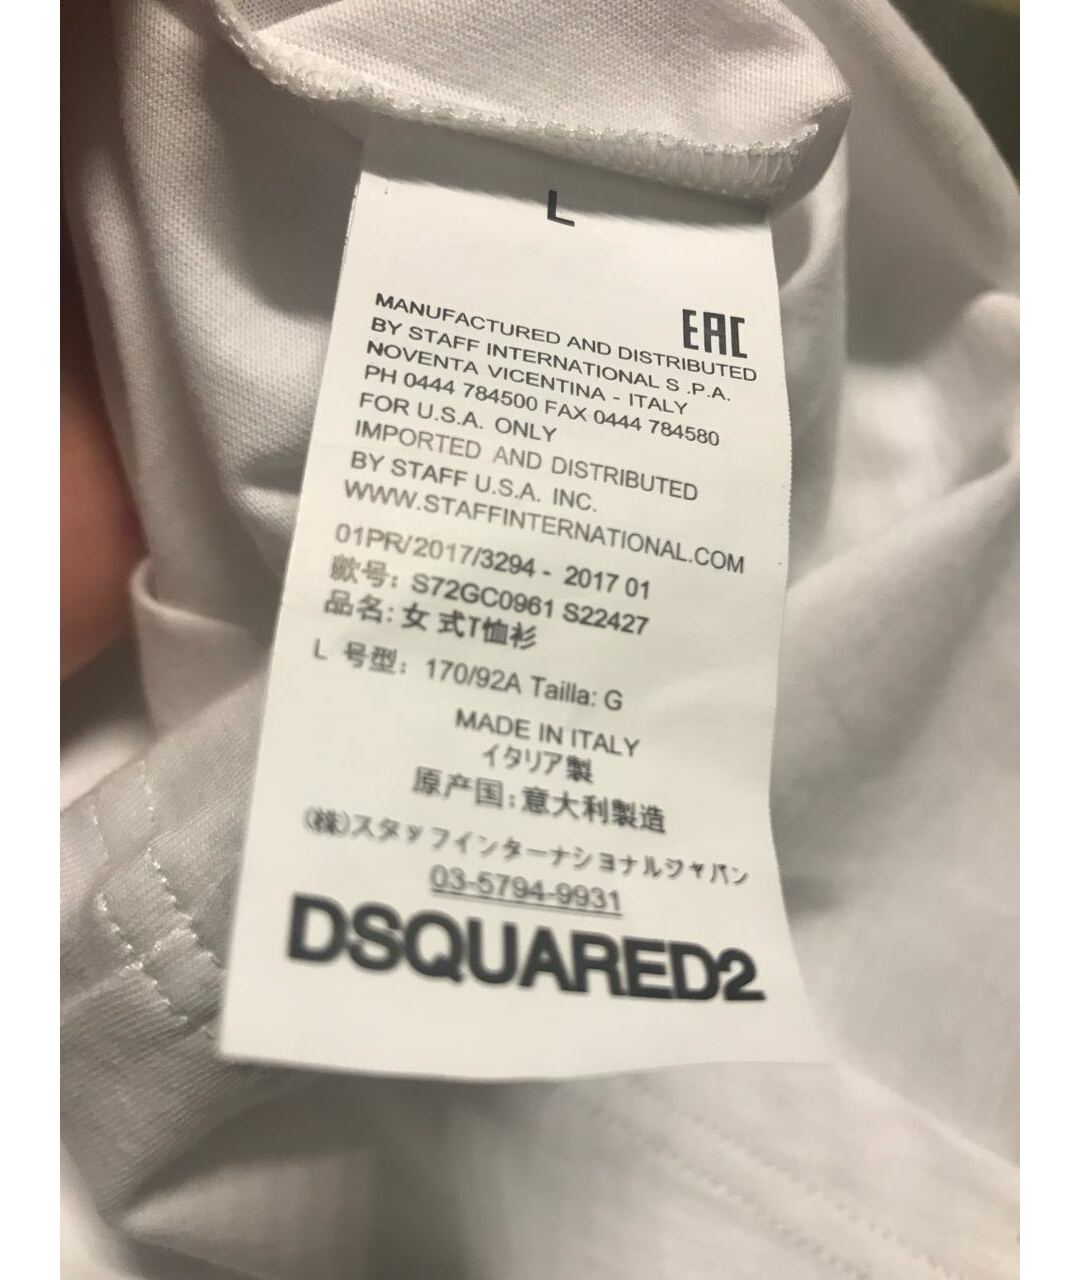 L
EAC
MANUFACTURED AND DISTRIBUTED
BY STAFF INTERNATIONAL S .P.A.
NOVENTA VICENTINA - ITALY
PH 0444 784500 FAX 0444 784580
FOR U.S.A. ONLY
IMPORTED AND DISTRIBUTED
BY STAFF U.S.A. INC.
WWW.STAFFINTERNATIONAL.COM
01PR/2017/3294 - 2017 01
歀号: S72GC0961 S22427
品名: 女 式T恤衫
L 号型: 170/92A Tailla: G
MADE IN ITALY
イタリア製
原产国: 意大利製造
(株)スタッフインターナショナルジャパン
03-5794-9931
DSQUARED2